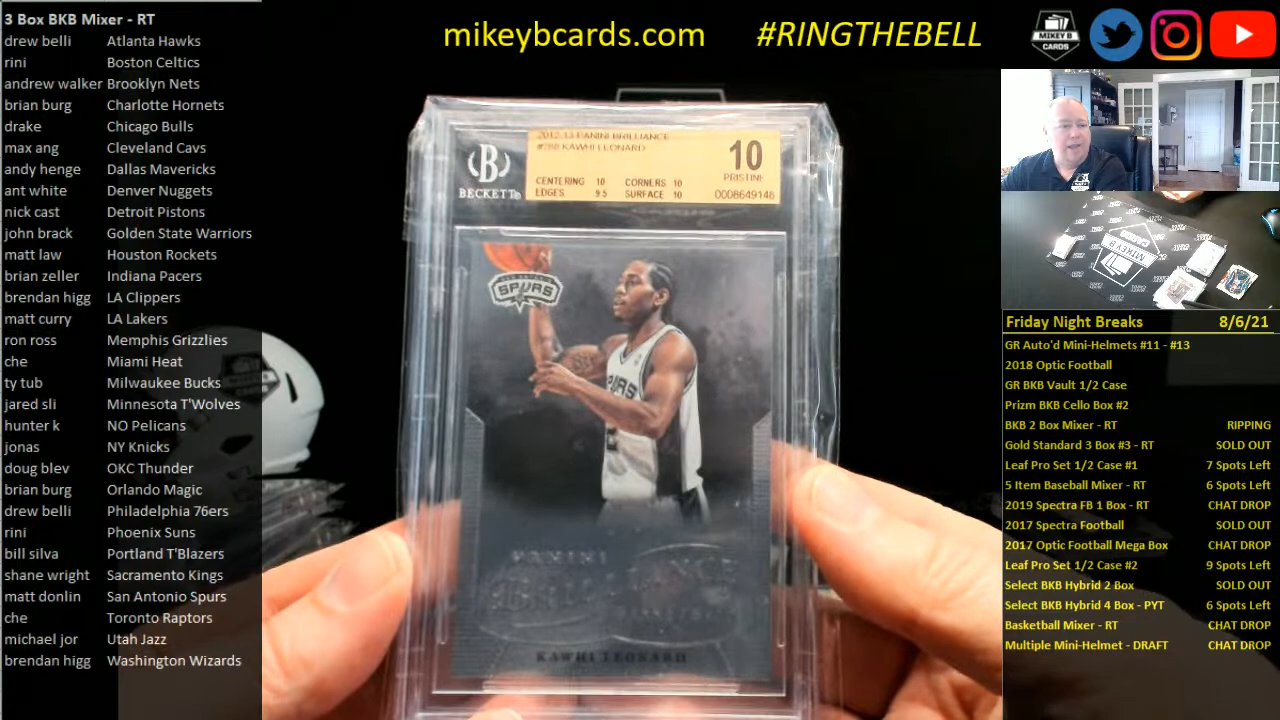 3 Box BKB Mixer - RT
drew belli Atlanta Hawks
rini Boston Celtics
andrew walker Brooklyn Nets
brian burg Charlotte Hornets
drake Chicago Bulls
max ang Cleveland Cavs
andy henge Dallas Mavericks
ant white Denver Nuggets
nick cast Detroit Pistons
john brack Golden State Warriors
matt law Houston Rockets
brian zeller Indiana Pacers
brendan higg LA Clippers
matt curry LA Lakers
ron ross Memphis Grizzlies
che Miami Heat
ty tub Milwaukee Bucks
jared sli Minnesota T'Wolves
hunter k NO Pelicans
jonas NY Knicks
doug blev OKC Thunder
brian burg Orlando Magic
drew belli Philadelphia 76ers
rini Phoenix Suns
bill silva Portland T'Blazers
shane wright Sacramento Kings
matt donlin San Antonio Spurs
che Toronto Raptors
michael jor Utah Jazz
brendan higg Washington Wizards
mikeybcards.com #RINGTHEBELL
MIKEY B
CARDS
2012-13 PANINI BRILLIANCE
#268 KAWHI LEONARD
10
PRISTINE
CENTERING 10 CORNERS 10
EDGES 9.5 SURFACE 10
0008649146
B
BECKETT
SPURS
SPURS
2
PANINI
KAWHI LEONARD
MIKEY B
CARDS
Friday Night Breaks 8/6/21
GR Auto'd Mini-Helmets #11 - #13
2018 Optic Football
GR BKB Vault 1/2 Case
Prizm BKB Cello Box #2
BKB 2 Box Mixer - RT RIPPING
Gold Standard 3 Box #3 - RT SOLD OUT
Leaf Pro Set 1/2 Case #1 7 Spots Left
5 Item Baseball Mixer - RT 6 Spots Left
2019 Spectra FB 1 Box - RT CHAT DROP
2017 Spectra Football SOLD OUT
2017 Optic Football Mega Box CHAT DROP
Leaf Pro Set 1/2 Case #2 9 Spots Left
Select BKB Hybrid 2 Box SOLD OUT
Select BKB Hybrid 4 Box - PYT 6 Spots Left
Basketball Mixer - RT CHAT DROP
Multiple Mini-Helmet - DRAFT CHAT DROP